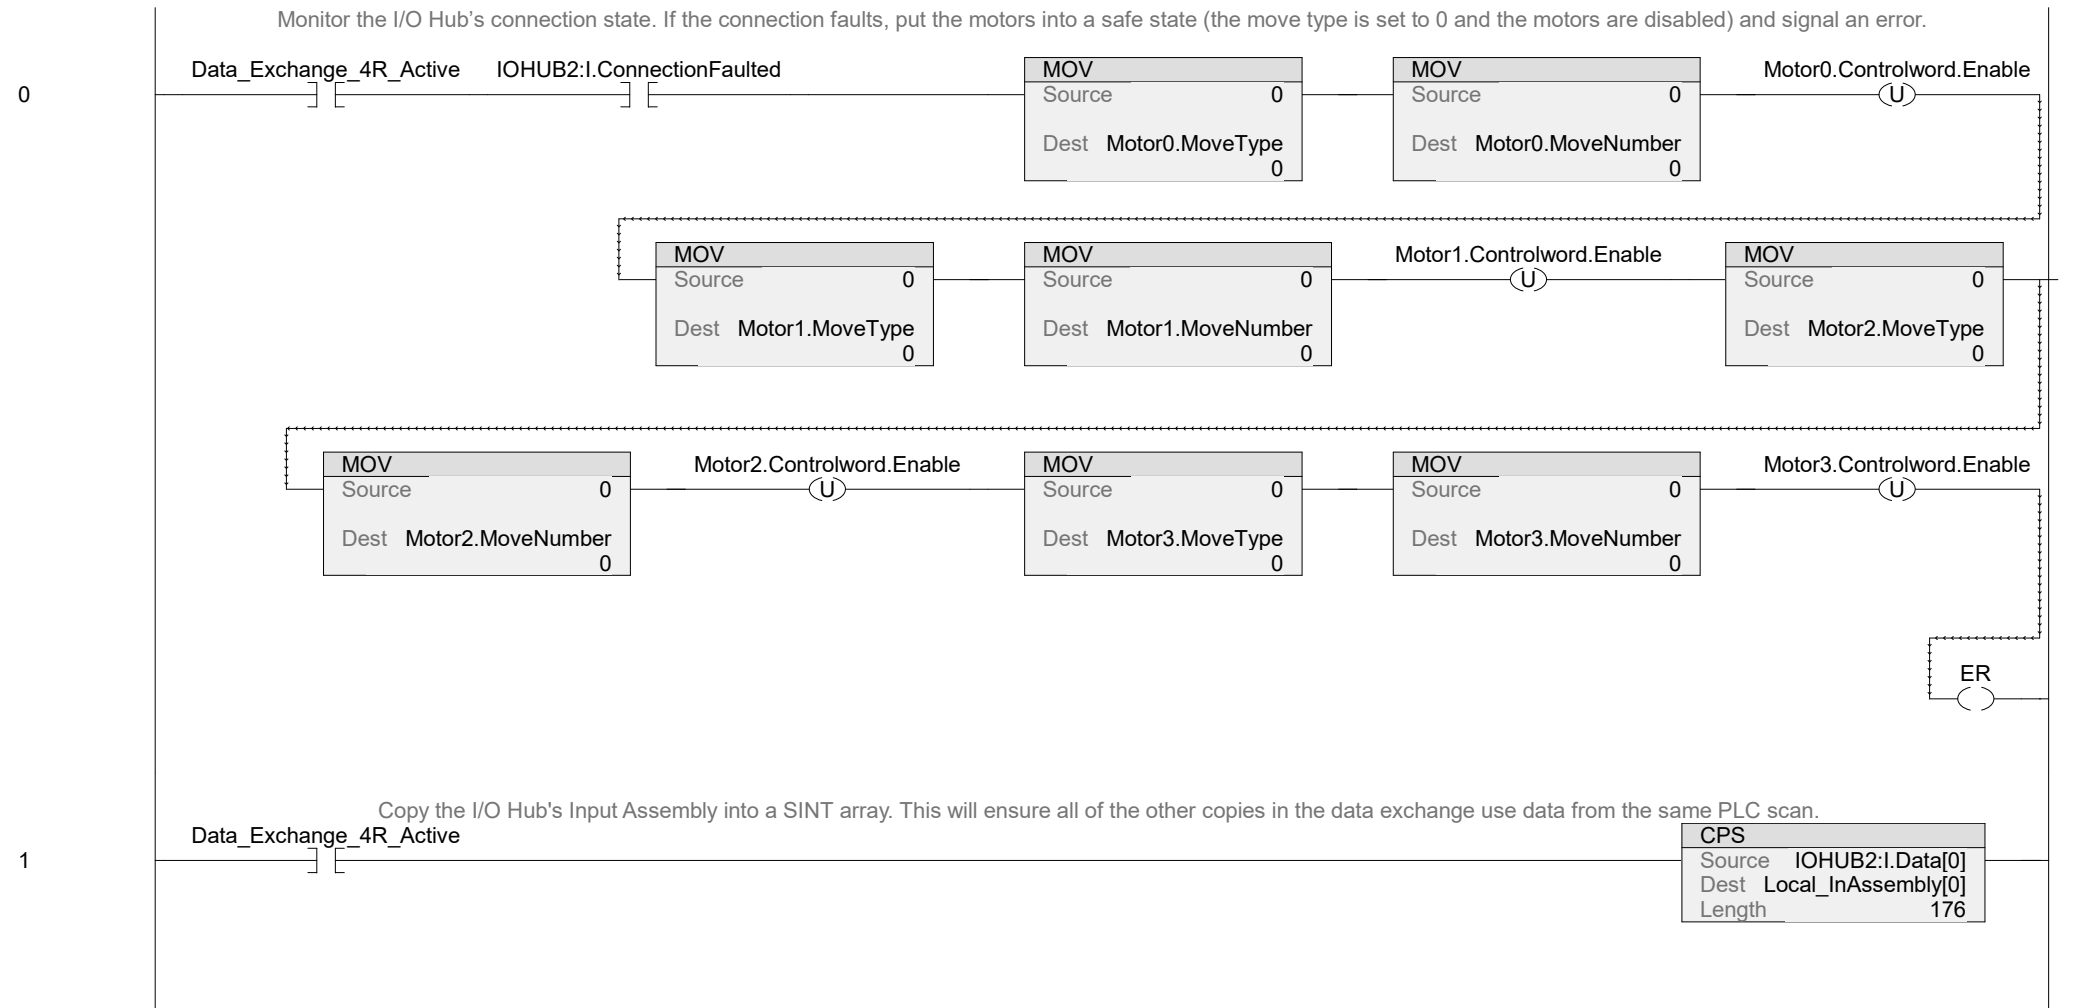 Monitor the I/O Hub’s connection state. If the connection faults, put the motors into a safe state (the move type is set to 0 and the motors are disabled) and signal an error.
Data_Exchange_4R_Active IOHUB2:I.ConnectionFaulted MOV MOV Motor0.Controlword.Enable
0 Source 0 Source 0 U
Dest Motor0.MoveType Dest Motor0.MoveNumber
0 0
MOV MOV Motor1.Controlword.Enable MOV
Source 0 Source 0 U Source 0
Dest Motor1.MoveType Dest Motor1.MoveNumber Dest Motor2.MoveType
0 0 0
MOV Motor2.Controlword.Enable MOV MOV Motor3.Controlword.Enable
Source 0 U Source 0 Source 0 U
Dest Motor2.MoveNumber Dest Motor3.MoveType Dest Motor3.MoveNumber
0 0 0
ER
Copy the I/O Hub's Input Assembly into a SINT array. This will ensure all of the other copies in the data exchange use data from the same PLC scan.
Data_Exchange_4R_Active CPS
1 Source IOHUB2:I.Data[0]
Dest Local_InAssembly[0]
Length 176